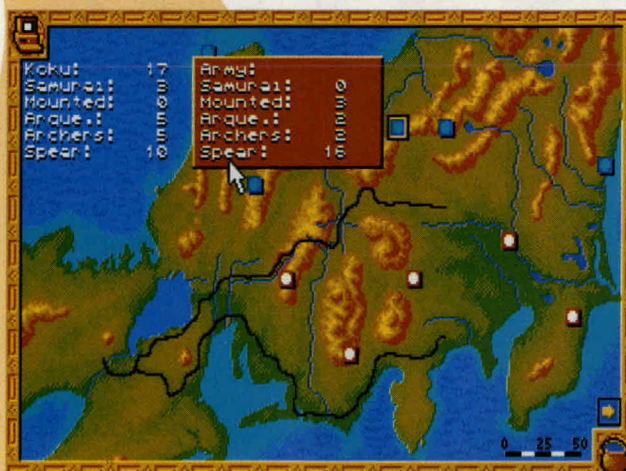 Koku: 17
Samurai: 3
Mounted: 0
Arque.: 5
Archers: 5
Spear: 10
Army:
Samurai: 0
Mounted: 3
Arque.: 2
Archers: 2
Spear: 16
0 25 50